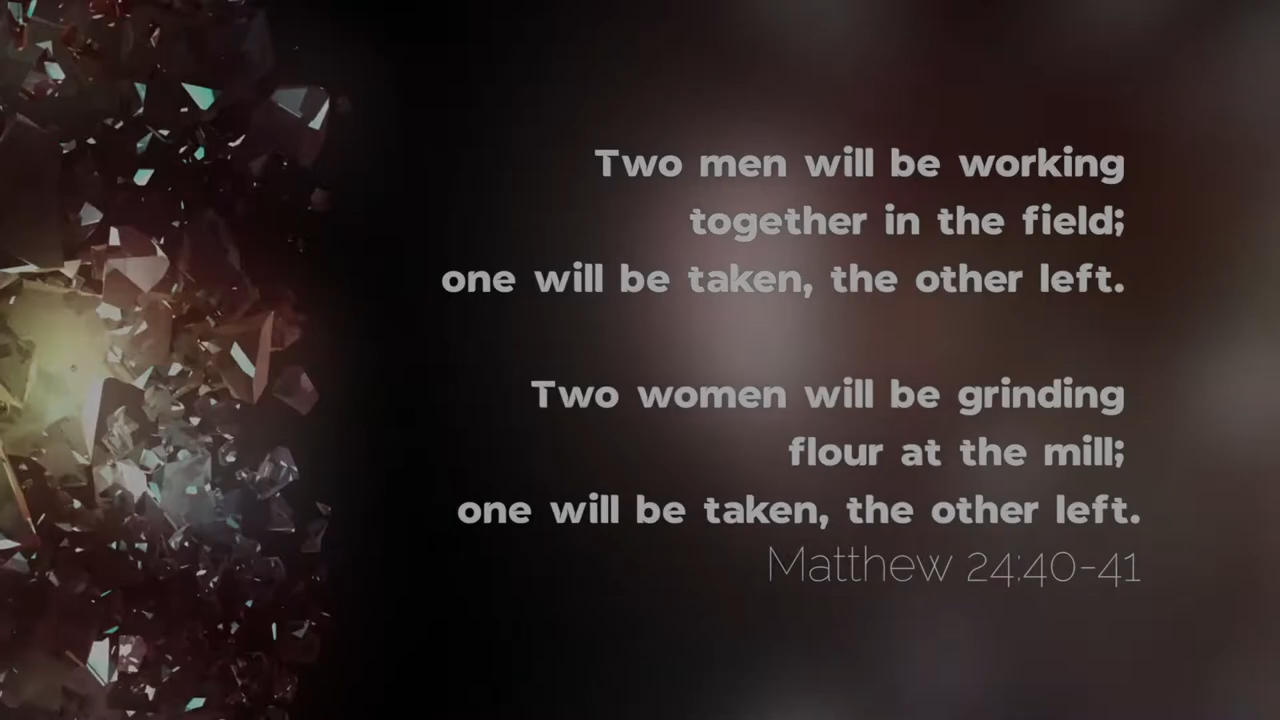 Two men will be working
together in the field;
one will be taken, the other left.
Two women will be grinding
flour at the mill;
one will be taken, the other left.
Matthew 24:40-41